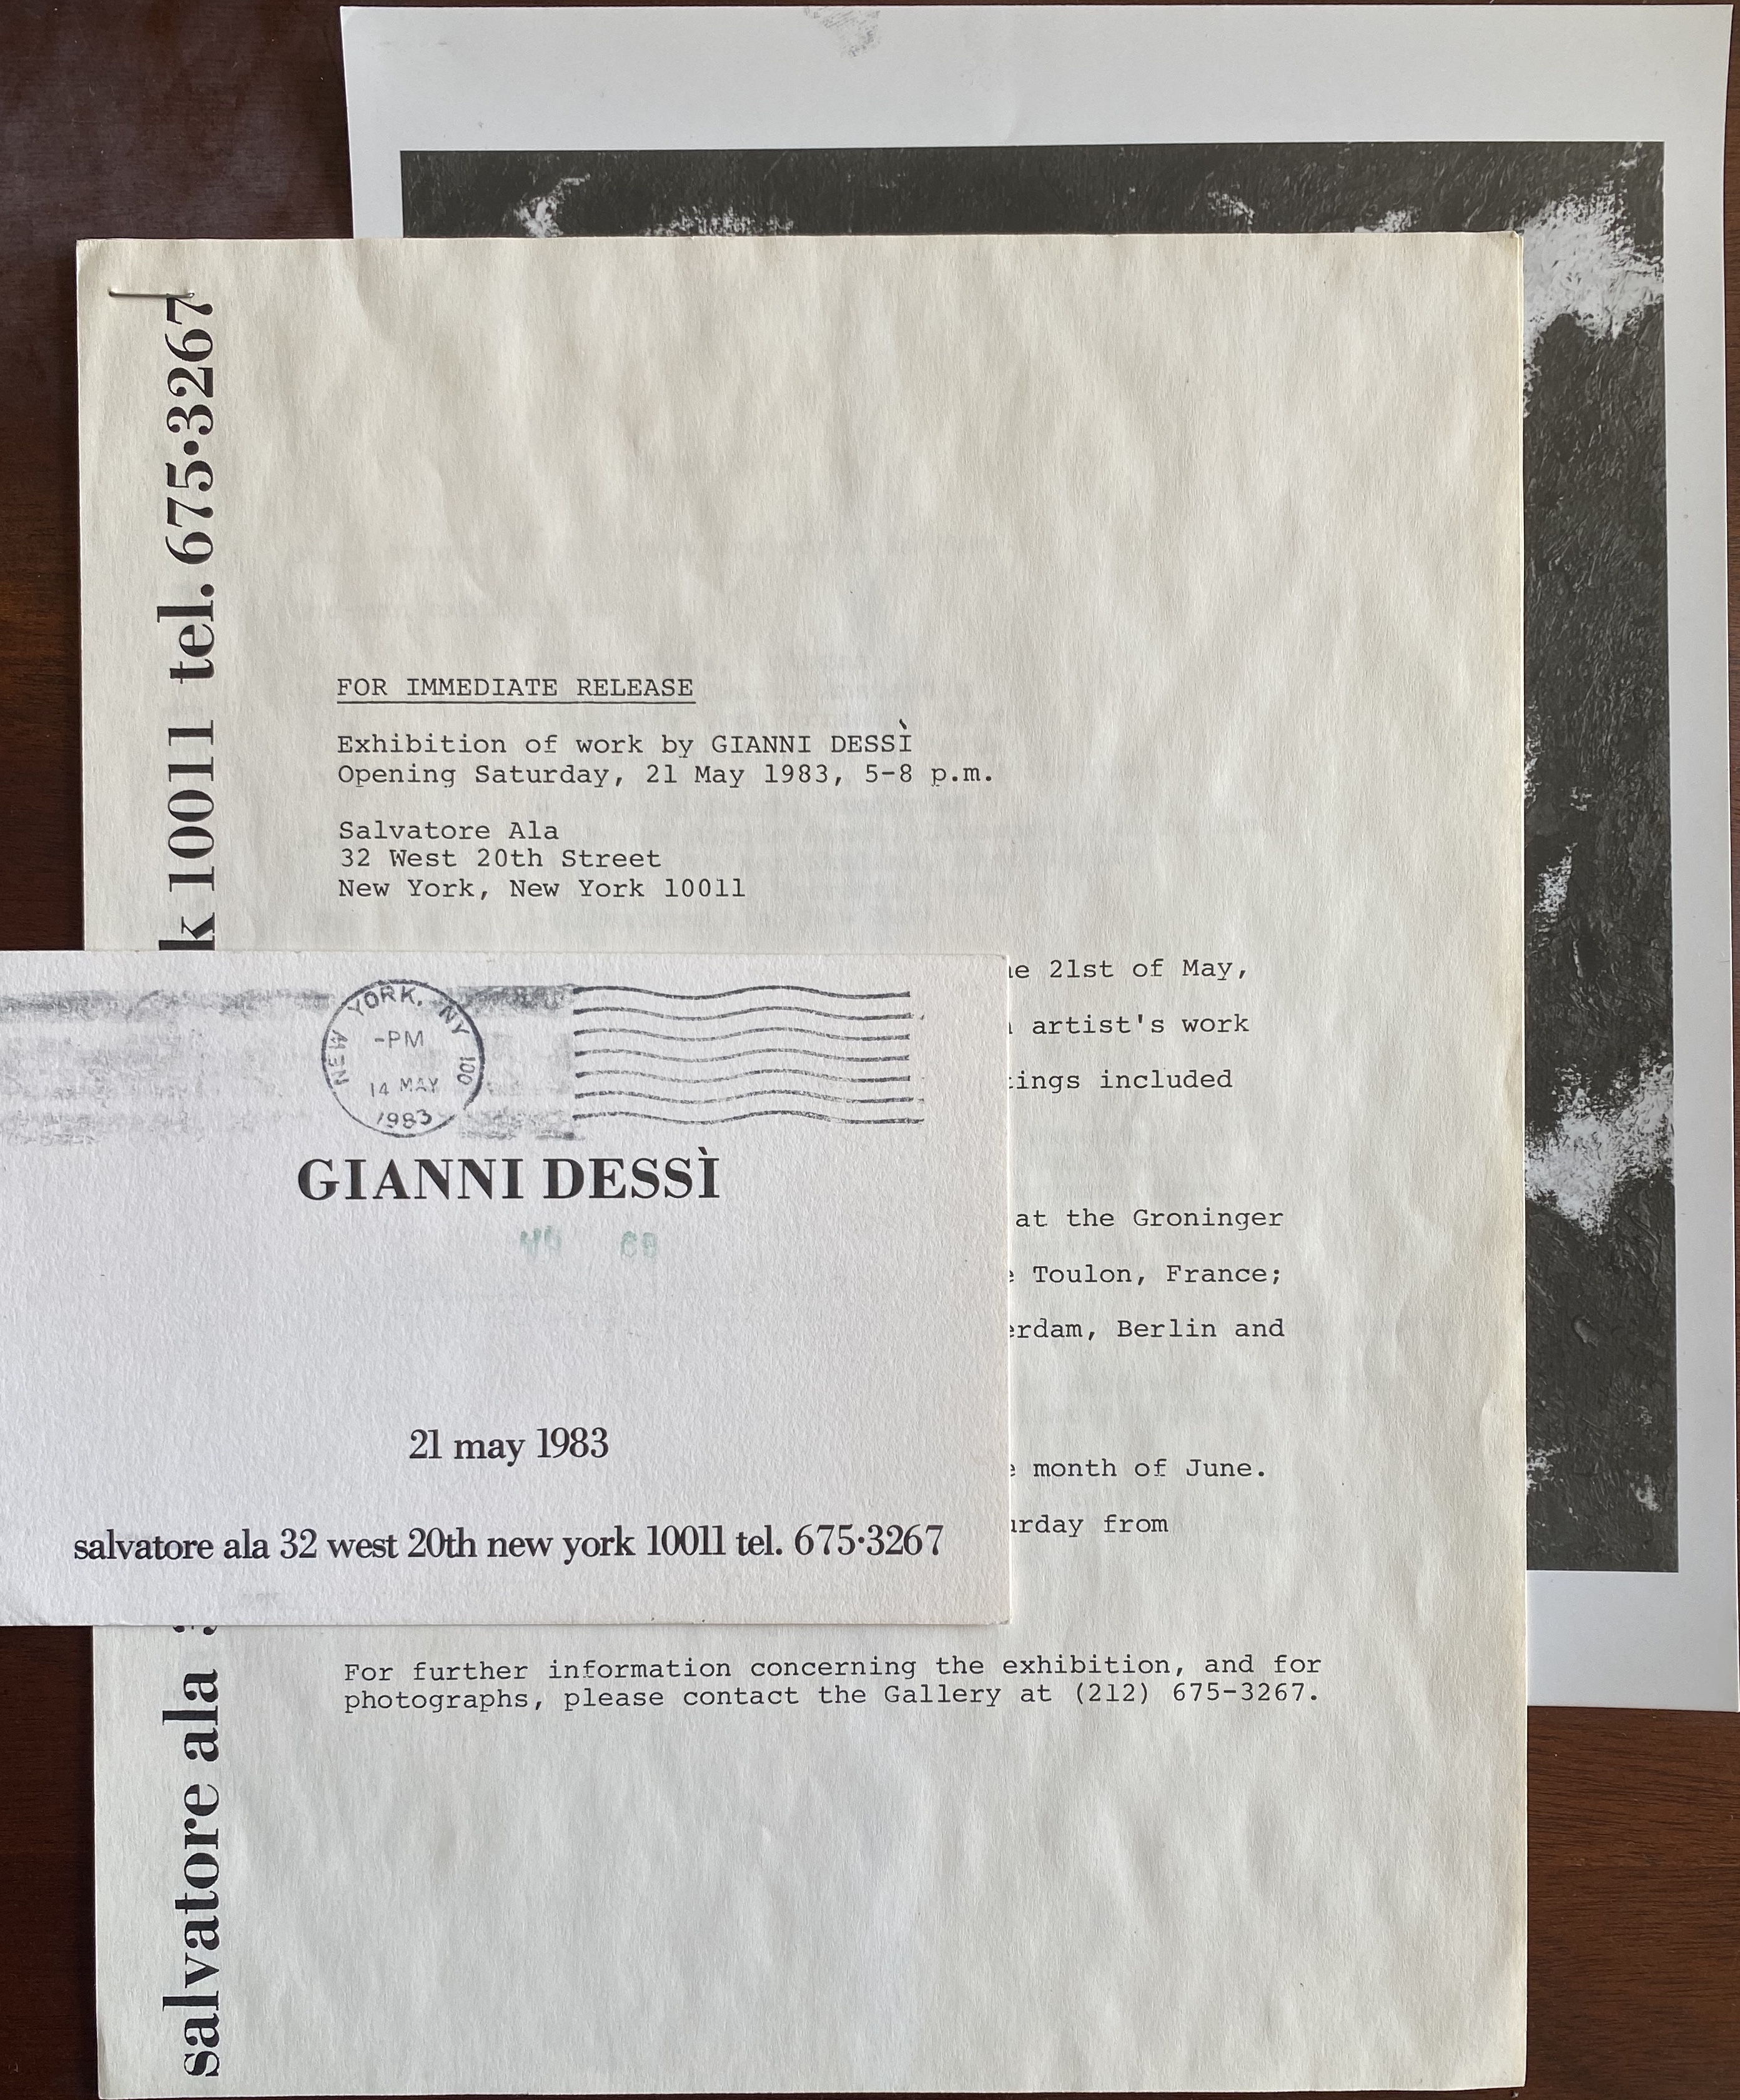 salvatore ala
k 10011 tel. 675·3267
FOR IMMEDIATE RELEASE
Exhibition of work by GIANNI DESSÌ
Opening Saturday, 21 May 1983, 5-8 p.m.
Salvatore Ala
32 West 20th Street
New York, New York 10011
21st of May,
artist's work
included
at the Groninger
Toulon, France;
Berlin and
month of June.
from
For further information concerning the exhibition, and for
photographs, please contact the Gallery at (212) 675-3267.
NEW YORK, NY 100
-PM
14 MAY
1983
GIANNI DESSÌ
21 may 1983
salvatore ala 32 west 20th new york 10011 tel. 675·3267